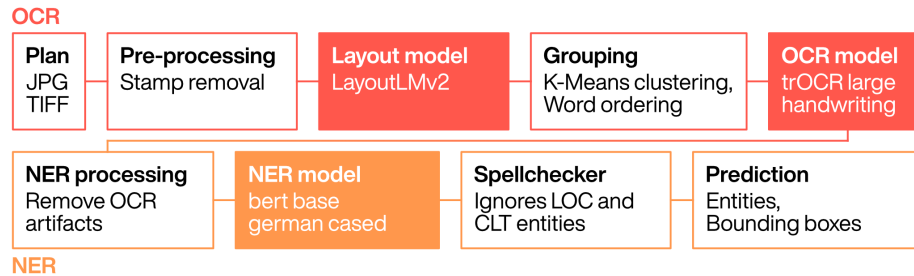 OCR
Plan
JPG
TIFF
Pre-processing
Stamp removal
Layout model
LayoutLMv2
Grouping
K-Means clustering,
Word ordering
OCR model
trOCR large
handwriting
NER processing
Remove OCR
artifacts
NER model
bert base
german cased
Spellchecker
Ignores LOC and
CLT entities
Prediction
Entities,
Bounding boxes
NER